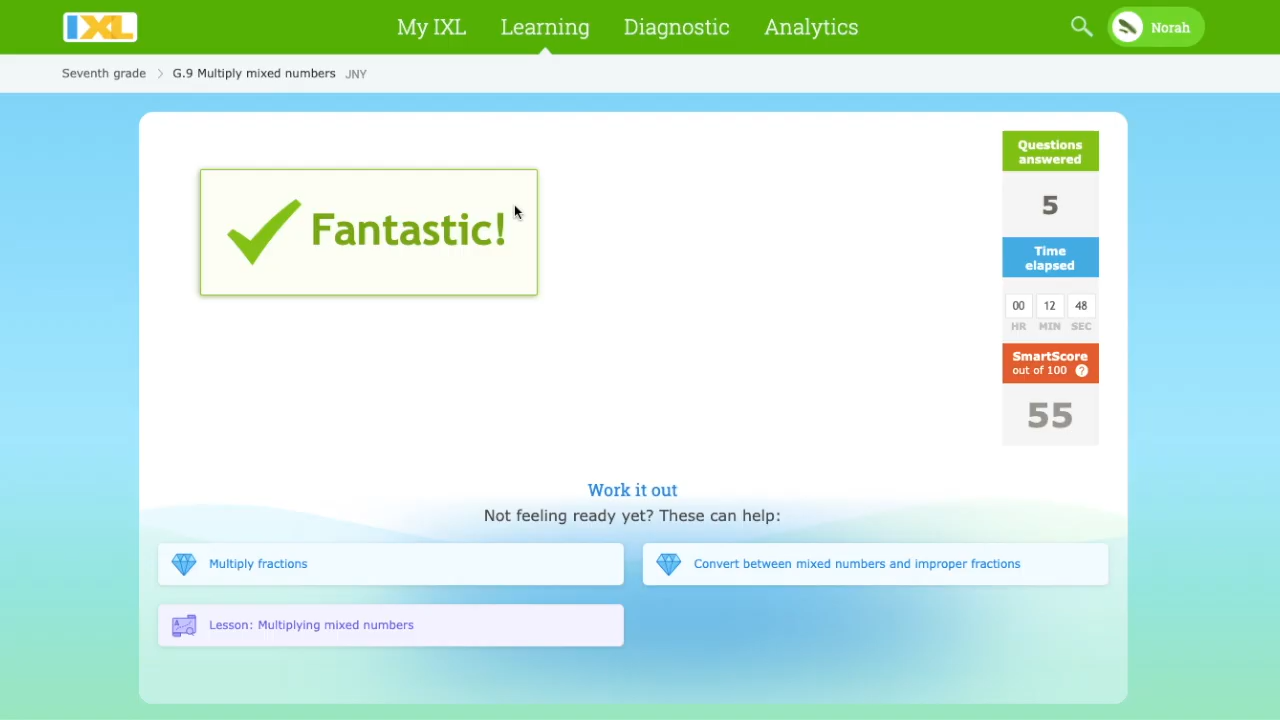 IXL
My IXL Learning Diagnostic Analytics Norah
Seventh grade > G.9 Multiply mixed numbers JNY
Fantastic!
Questions
answered
5
Time
elapsed
00 12 48
HR MIN SEC
SmartScore
out of 100 ?
55
Work it out
Not feeling ready yet? These can help:
Multiply fractions
Convert between mixed numbers and improper fractions
Lesson: Multiplying mixed numbers